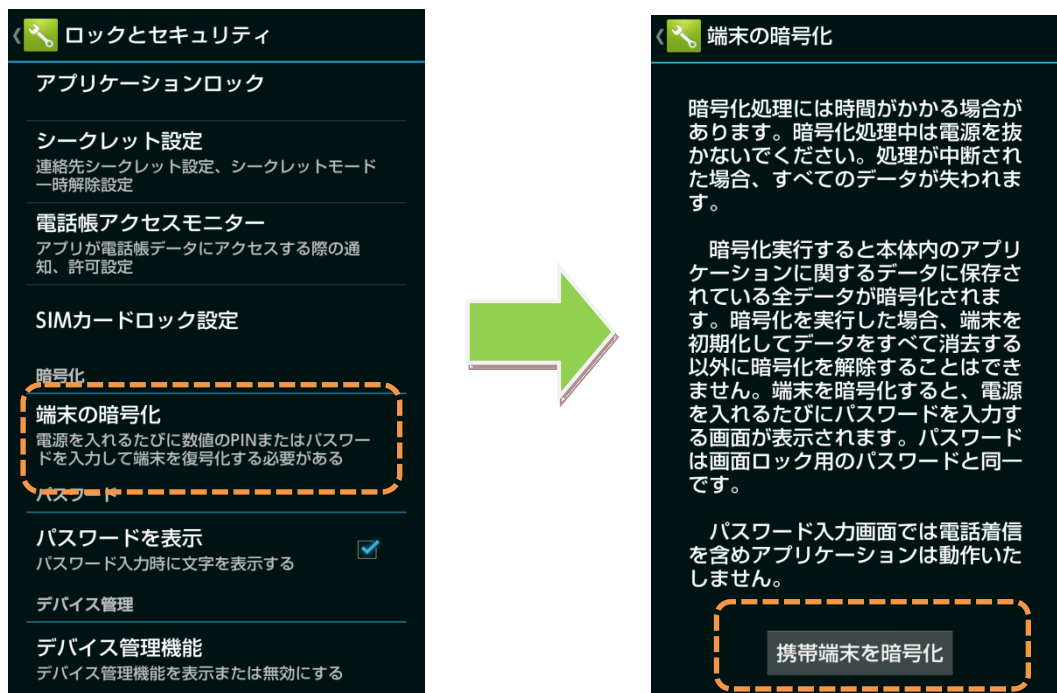 ロックとセキュリティ
アプリケーションロック
シークレット設定
連絡先シークレット設定、シークレットモード
一時解除設定
電話帳アクセスモニター
アプリが電話帳データにアクセスする際の通
知、許可設定
SIMカードロック設定
暗号化
端末の暗号化
電源を入れるたびに数値のPINまたはパスワー
ドを入力して端末を復号化する必要がある
パスワード
パスワードを表示
パスワード入力時に文字を表示する
デバイス管理
デバイス管理機能
デバイス管理機能を表示または無効にする
端末の暗号化
暗号化処理には時間がかかる場合が
あります。暗号化処理中は電源を抜
かないでください。処理が中断され
た場合、すべてのデータが失われま
す。
暗号化実行すると本体内のアプリ
ケーションに関するデータに保存さ
れている全データが暗号化されま
す。暗号化を実行した場合、端末を
初期化してデータをすべて消去する
以外に暗号化を解除することはでき
ません。端末を暗号化すると、電源
を入れるたびにパスワードを入力す
る画面が表示されます。パスワード
は画面ロック用のパスワードと同一
です。
パスワード入力画面では電話着信
を含めアプリケーションは動作いた
しません。
携帯端末を暗号化